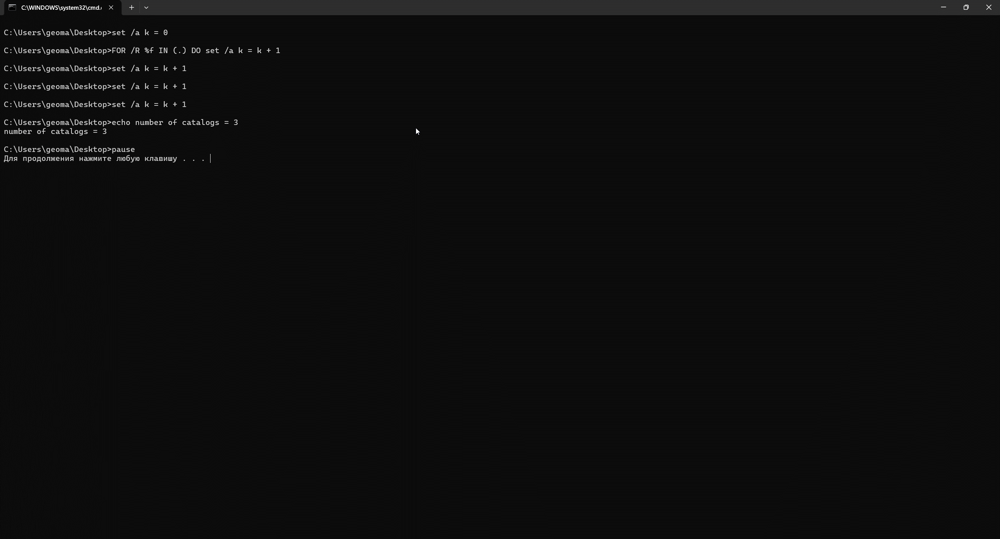 C:\WINDOWS\system32\cmd.
C:\Users\geoma\Desktop>set /a k = 0
C:\Users\geoma\Desktop>FOR /R %f IN (.) DO set /a k = k + 1
C:\Users\geoma\Desktop>set /a k = k + 1
C:\Users\geoma\Desktop>set /a k = k + 1
C:\Users\geoma\Desktop>set /a k = k + 1
C:\Users\geoma\Desktop>echo number of catalogs = 3
number of catalogs = 3
C:\Users\geoma\Desktop>pause
Для продолжения нажмите любую клавишу . . .